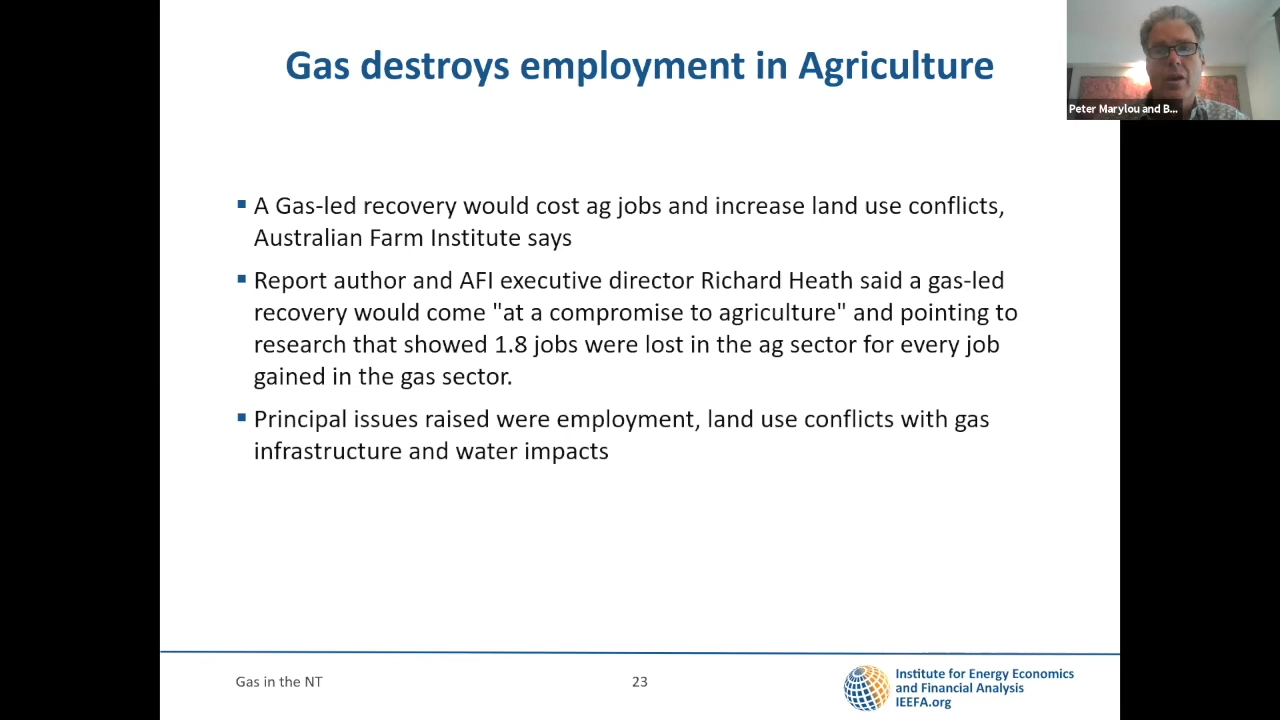 Gas destroys employment in Agriculture
Peter Marylou and B...
▪ A Gas-led recovery would cost ag jobs and increase land use conflicts,
Australian Farm Institute says
▪ Report author and AFI executive director Richard Heath said a gas-led
recovery would come "at a compromise to agriculture" and pointing to
research that showed 1.8 jobs were lost in the ag sector for every job
gained in the gas sector.
▪ Principal issues raised were employment, land use conflicts with gas
infrastructure and water impacts
Gas in the NT
23
Institute for Energy Economics
and Financial Analysis
IEEFA.org